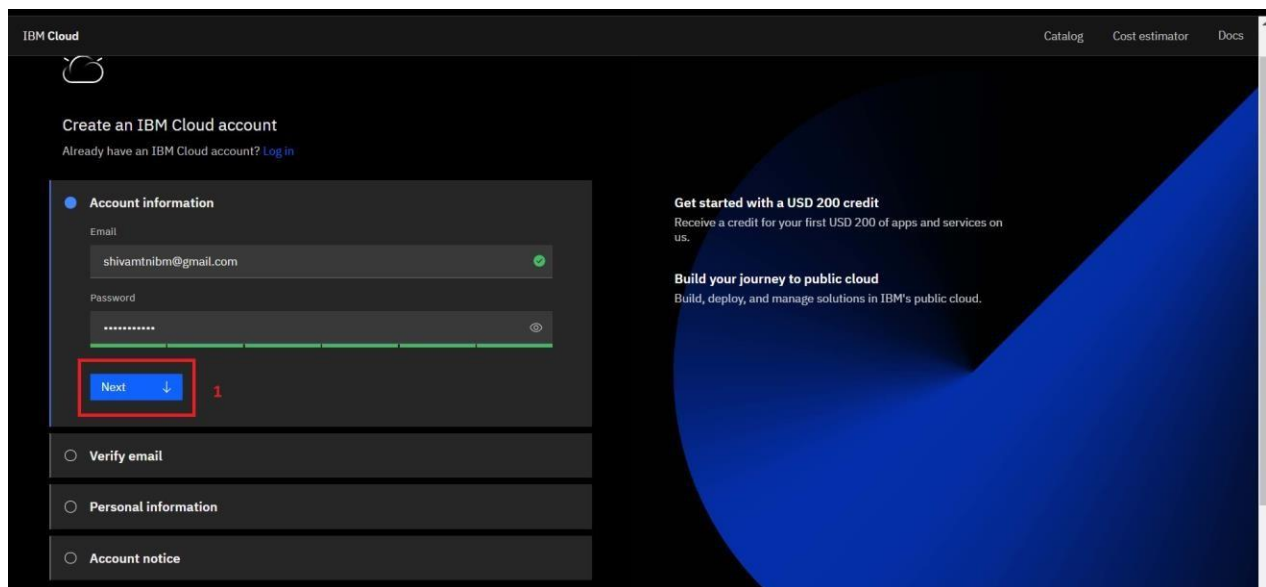 IBM Cloud
Catalog Cost estimator Docs
Create an IBM Cloud account
Already have an IBM Cloud account? Log in
Account information
Email
shivamtnibm@gmail.com
Password
•••••••••••
Next
1
Verify email
Personal information
Account notice
Get started with a USD 200 credit
Receive a credit for your first USD 200 of apps and services on
us.
Build your journey to public cloud
Build, deploy, and manage solutions in IBM's public cloud.